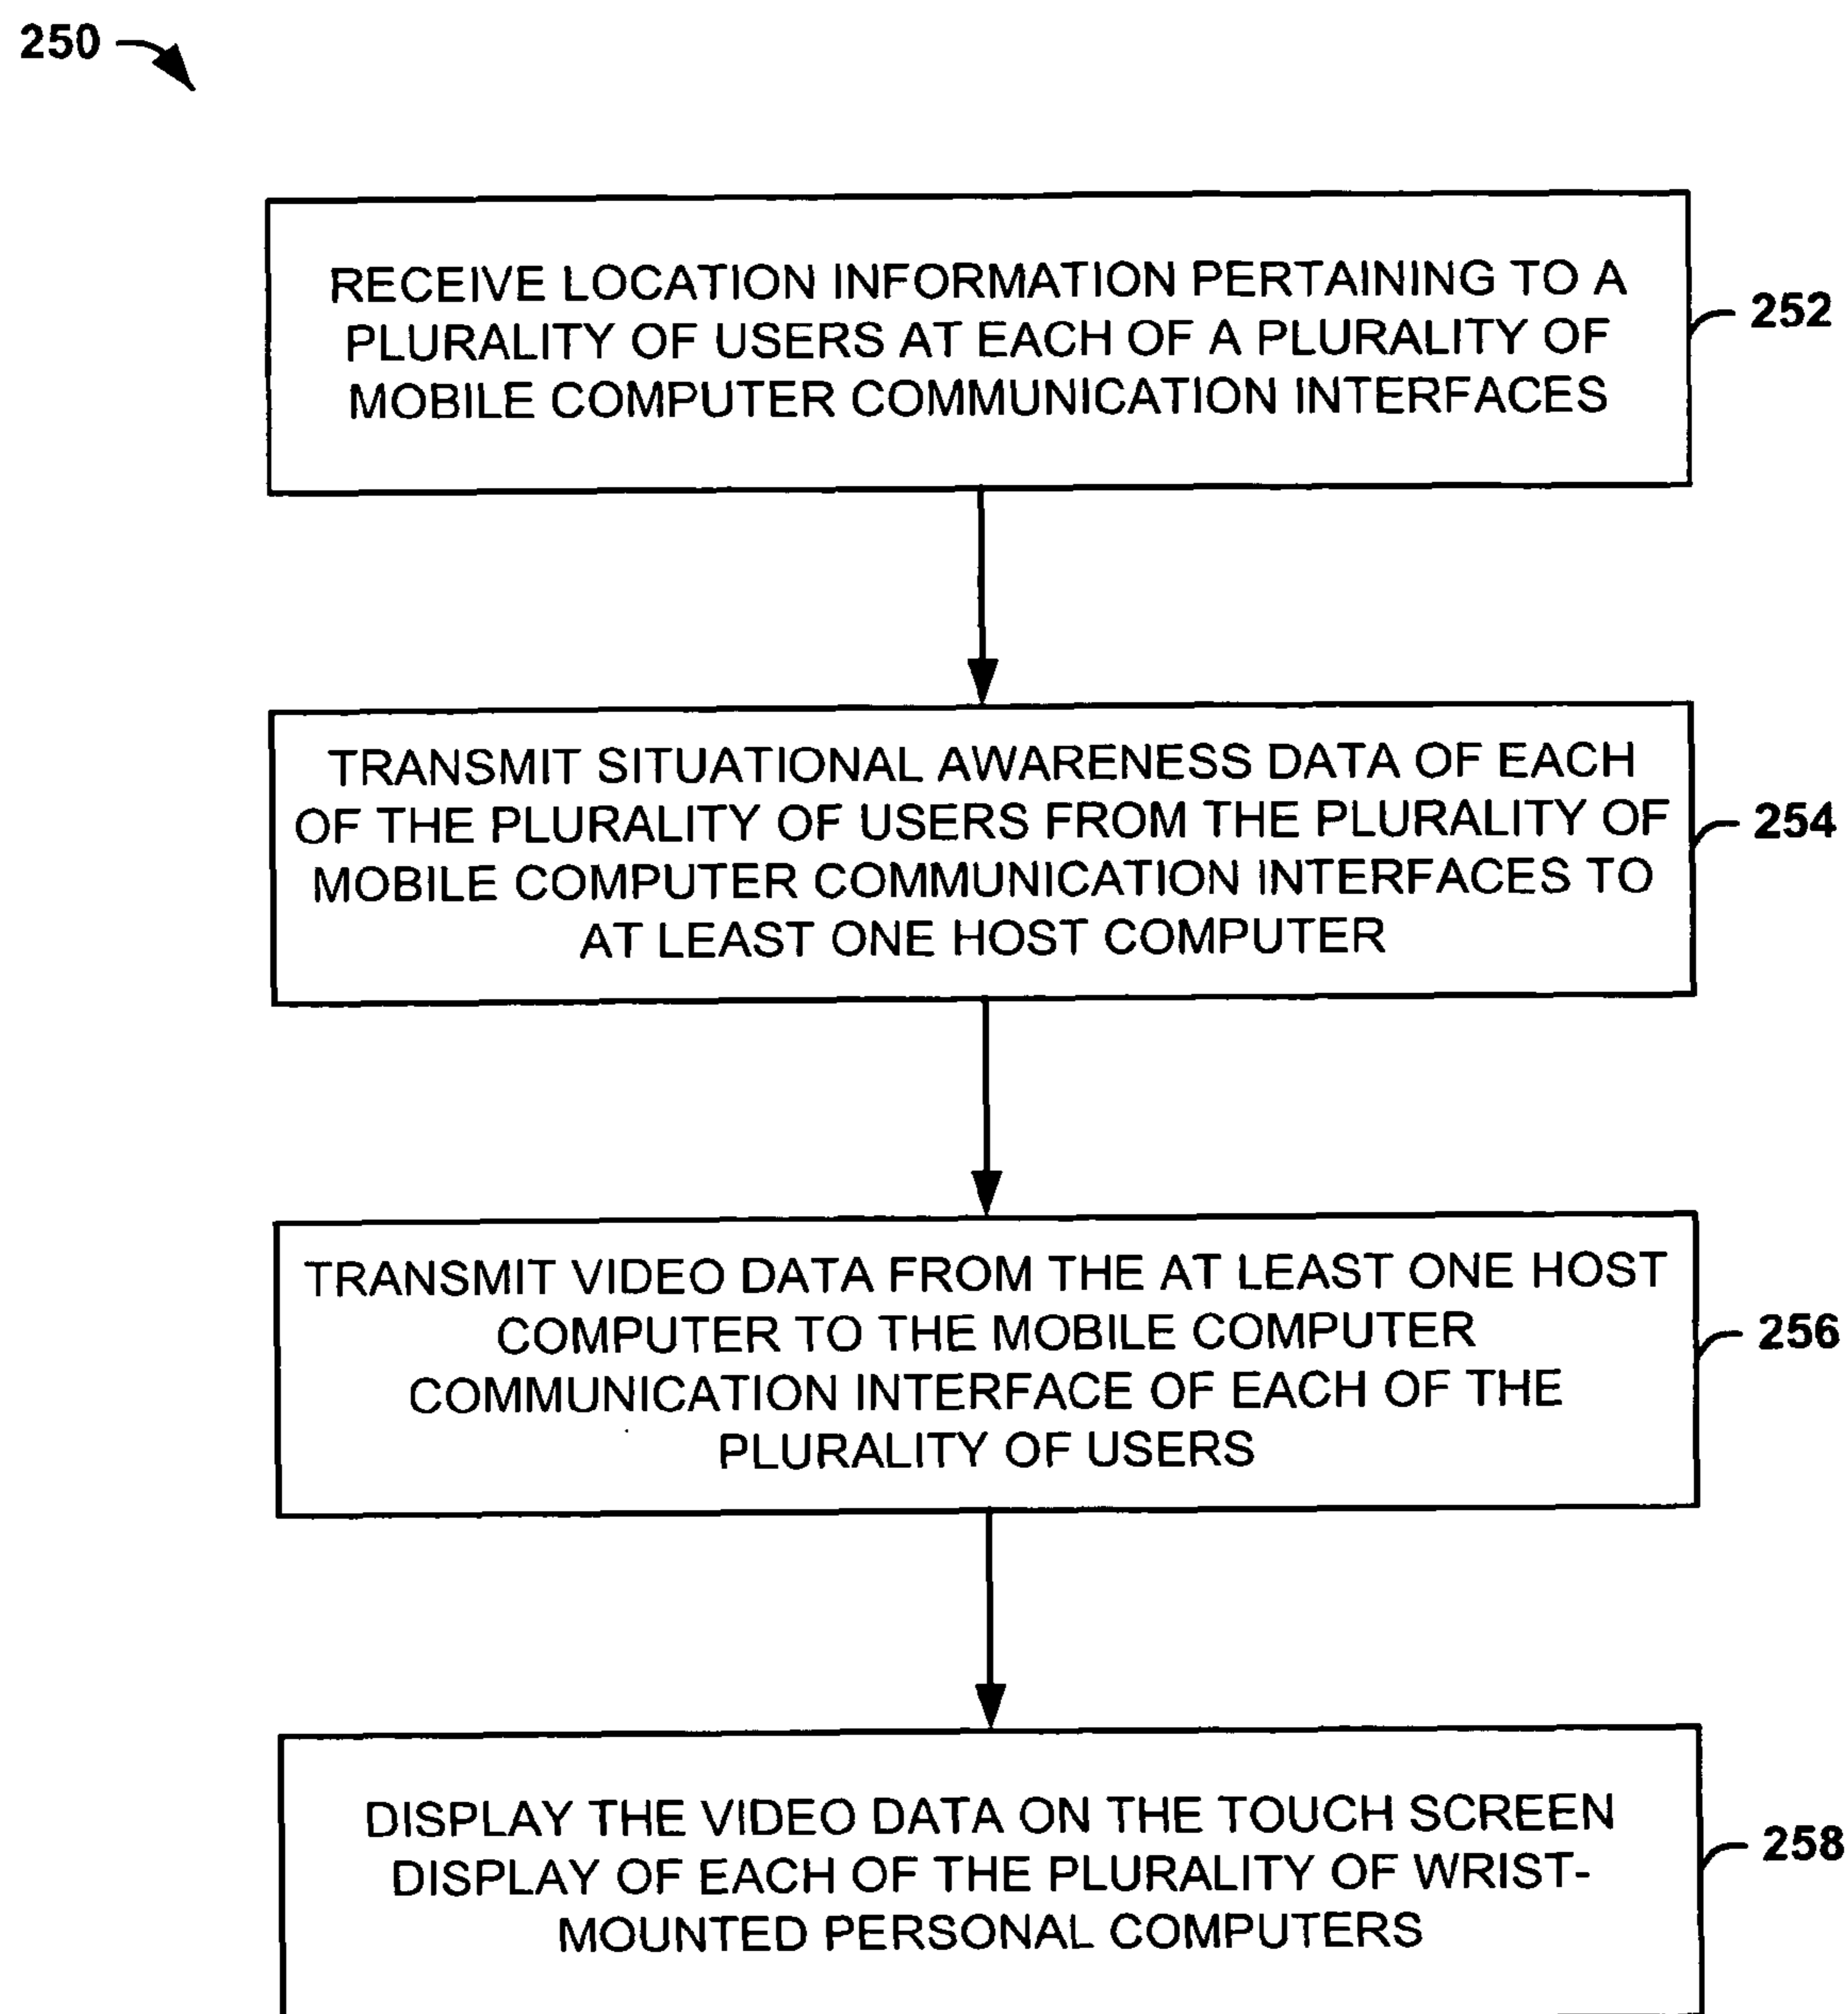 250
RECEIVE LOCATION INFORMATION PERTAINING TO A
PLURALITY OF USERS AT EACH OF A PLURALITY OF
MOBILE COMPUTER COMMUNICATION INTERFACES
252
TRANSMIT SITUATIONAL AWARENESS DATA OF EACH
OF THE PLURALITY OF USERS FROM THE PLURALITY OF
MOBILE COMPUTER COMMUNICATION INTERFACES TO
AT LEAST ONE HOST COMPUTER
254
TRANSMIT VIDEO DATA FROM THE AT LEAST ONE HOST
COMPUTER TO THE MOBILE COMPUTER
COMMUNICATION INTERFACE OF EACH OF THE
PLURALITY OF USERS
256
DISPLAY THE VIDEO DATA ON THE TOUCH SCREEN
DISPLAY OF EACH OF THE PLURALITY OF WRIST-
MOUNTED PERSONAL COMPUTERS
258